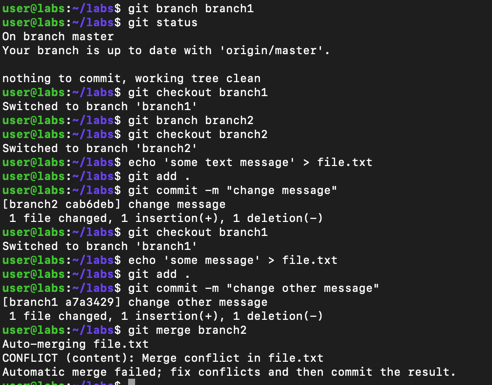 user@labs:~/labs$ git branch branch1
user@labs:~/labs$ git status
On branch master
Your branch is up to date with 'origin/master'.
nothing to commit, working tree clean
user@labs:~/labs$ git checkout branch1
Switched to branch 'branch1'
user@labs:~/labs$ git branch branch2
user@labs:~/labs$ git checkout branch2
Switched to branch 'branch2'
user@labs:~/labs$ echo 'some text message' > file.txt
user@labs:~/labs$ git add .
user@labs:~/labs$ git commit -m "change message"
[branch2 cab6deb] change message
 1 file changed, 1 insertion(+), 1 deletion(-)
user@labs:~/labs$ git checkout branch1
Switched to branch 'branch1'
user@labs:~/labs$ echo 'some message' > file.txt
user@labs:~/labs$ git add .
user@labs:~/labs$ git commit -m "change other message"
[branch1 a7a3429] change other message
 1 file changed, 1 insertion(+), 1 deletion(-)
user@labs:~/labs$ git merge branch2
Auto-merging file.txt
CONFLICT (content): Merge conflict in file.txt
Automatic merge failed; fix conflicts and then commit the result.
user@labs:~/labs$